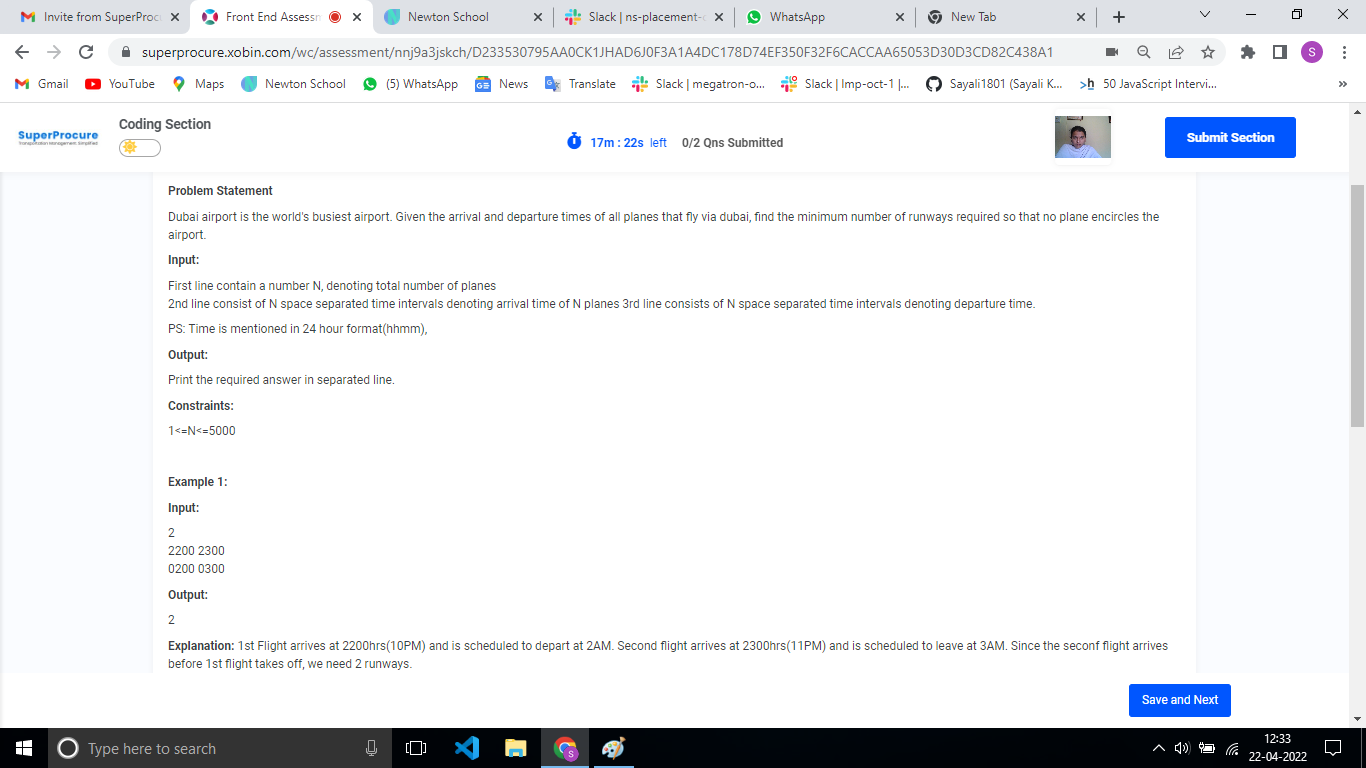 Invite from SuperProc
Front End Assessm
Newton School
Slack | ns-placement-c
WhatsApp
New Tab
superprocure.xobin.com/wc/assessment/nnj9a3jskch/D233530795AA0CK1JHAD6J0F3A1A4DC178D74EF350F32F6CACCAA65053D30D3CD82C438A1
S
Gmail
YouTube
Maps
Newton School
(5) WhatsApp
News
Translate
Slack | megatron-o...
Slack | Imp-oct-1 |...
Sayali1801 (Sayali K...
50 JavaScript Intervi...
SuperProcure
Transportation Management. Simplified
Coding Section
17m : 22s left
0/2 Qns Submitted
Submit Section
Problem Statement
Dubai airport is the world's busiest airport. Given the arrival and departure times of all planes that fly via dubai, find the minimum number of runways required so that no plane encircles the
airport.
Input:
First line contain a number N, denoting total number of planes
2nd line consist of N space separated time intervals denoting arrival time of N planes 3rd line consists of N space separated time intervals denoting departure time.
PS: Time is mentioned in 24 hour format(hhmm),
Output:
Print the required answer in separated line.
Constraints:
1<=N<=5000
Example 1:
Input:
2
2200 2300
0200 0300
Output:
2
Explanation: 1st Flight arrives at 2200hrs(10PM) and is scheduled to depart at 2AM. Second flight arrives at 2300hrs(11PM) and is scheduled to leave at 3AM. Since the seconf flight arrives
before 1st flight takes off, we need 2 runways.
Save and Next
Type here to search
12:33
22-04-2022